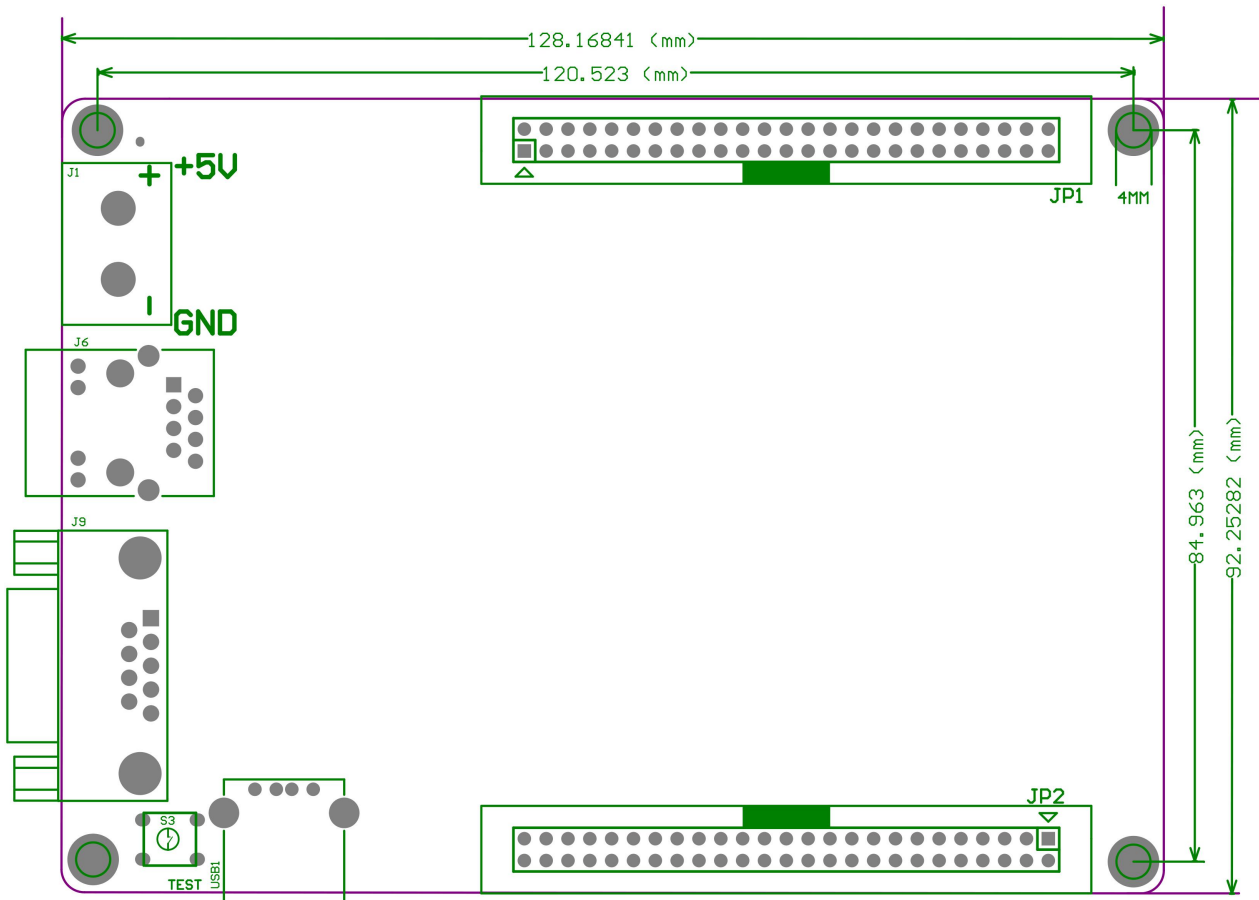 128.16841 (mm)
120.523 (mm)
J1
+
+5V
-
GND
JP1
4MM
J6
84.963 (mm)
92.25282 (mm)
J9
JP2
S3
TEST
USB1